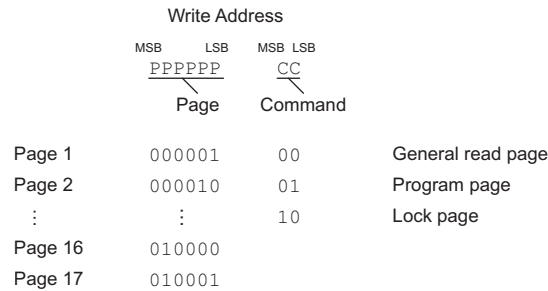 Write Address
MSB LSB MSB LSB
PPPPPP CC
Page Command
Page 1 000001 00 General read page
Page 2 000010 01 Program page
⋮ ⋮ 10 Lock page
Page 16 010000
Page 17 010001